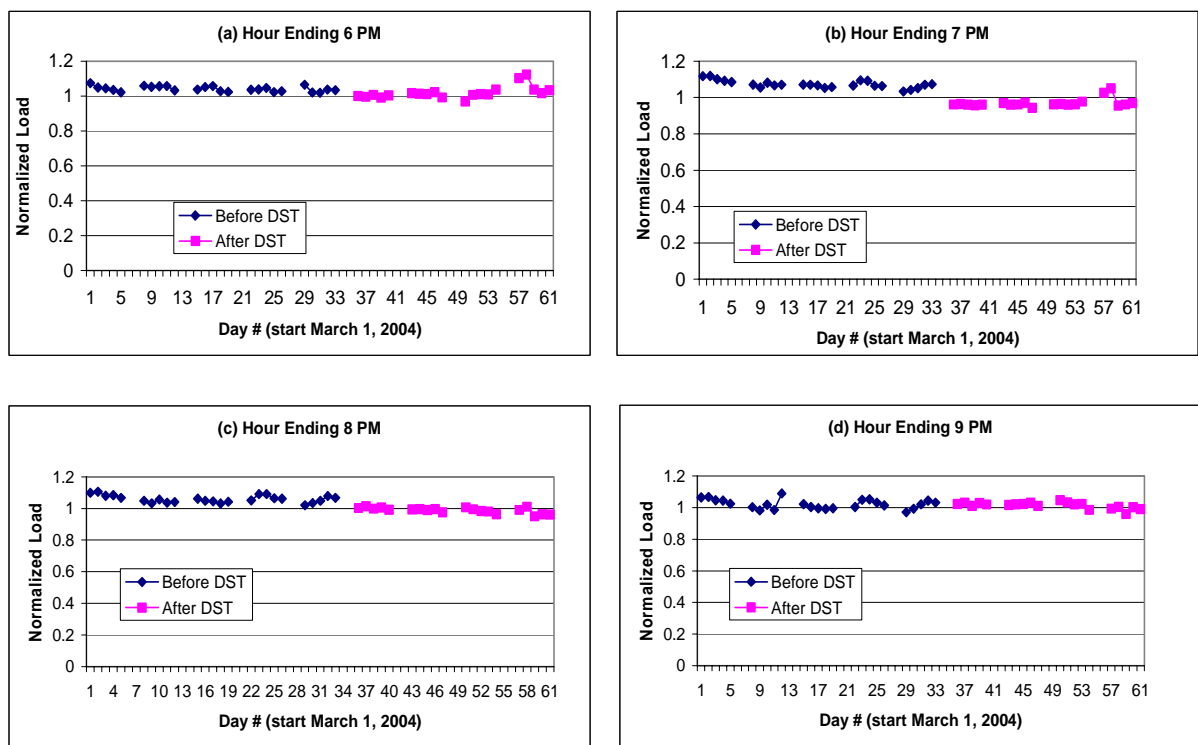 (a) Hour Ending 6 PM
Normalized Load
1.2
1
0.8
0.6
0.4
0.2
0
Before DST
After DST
1 5 9 13 17 21 25 29 33 37 41 45 49 53 57 61
Day # (start March 1, 2004)
(b) Hour Ending 7 PM
Normalized Load
1.2
1
0.8
0.6
0.4
0.2
0
Before DST
After DST
1 5 9 13 17 21 25 29 33 37 41 45 49 53 57 61
Day # (start March 1, 2004)
(c) Hour Ending 8 PM
Normalized Load
1.2
1
0.8
0.6
0.4
0.2
0
Before DST
After DST
1 4 7 10 13 16 19 22 25 28 31 34 37 40 43 46 49 52 55 58 61
Day # (start March 1, 2004)
(d) Hour Ending 9 PM
Normalized Load
1.2
1
0.8
0.6
0.4
0.2
0
Before DST
After DST
1 5 9 13 17 21 25 29 33 37 41 45 49 53 57 61
Day # (start March 1, 2004)